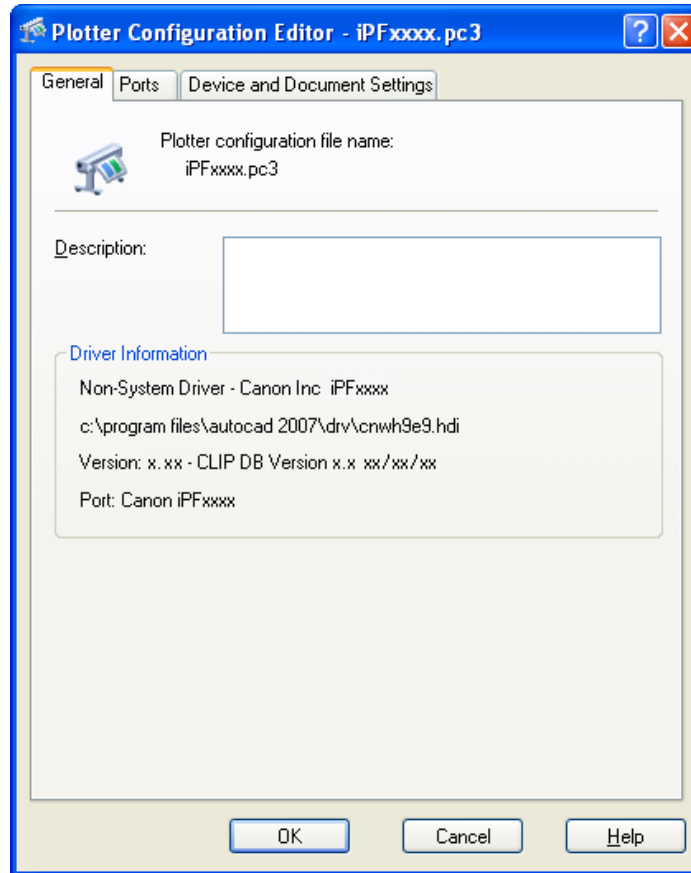 Plotter Configuration Editor - iPFxxxx.pc3
General Ports Device and Document Settings
Plotter configuration file name:
iPFxxxx.pc3
Description:
Driver Information
Non-System Driver - Canon Inc iPFxxxx
c:\program files\autocad 2007\drv\cnwh9e9.hdi
Version: x.xx - CLIP DB Version x.x xx/xx/xx
Port: Canon iPFxxxx
OK Cancel Help